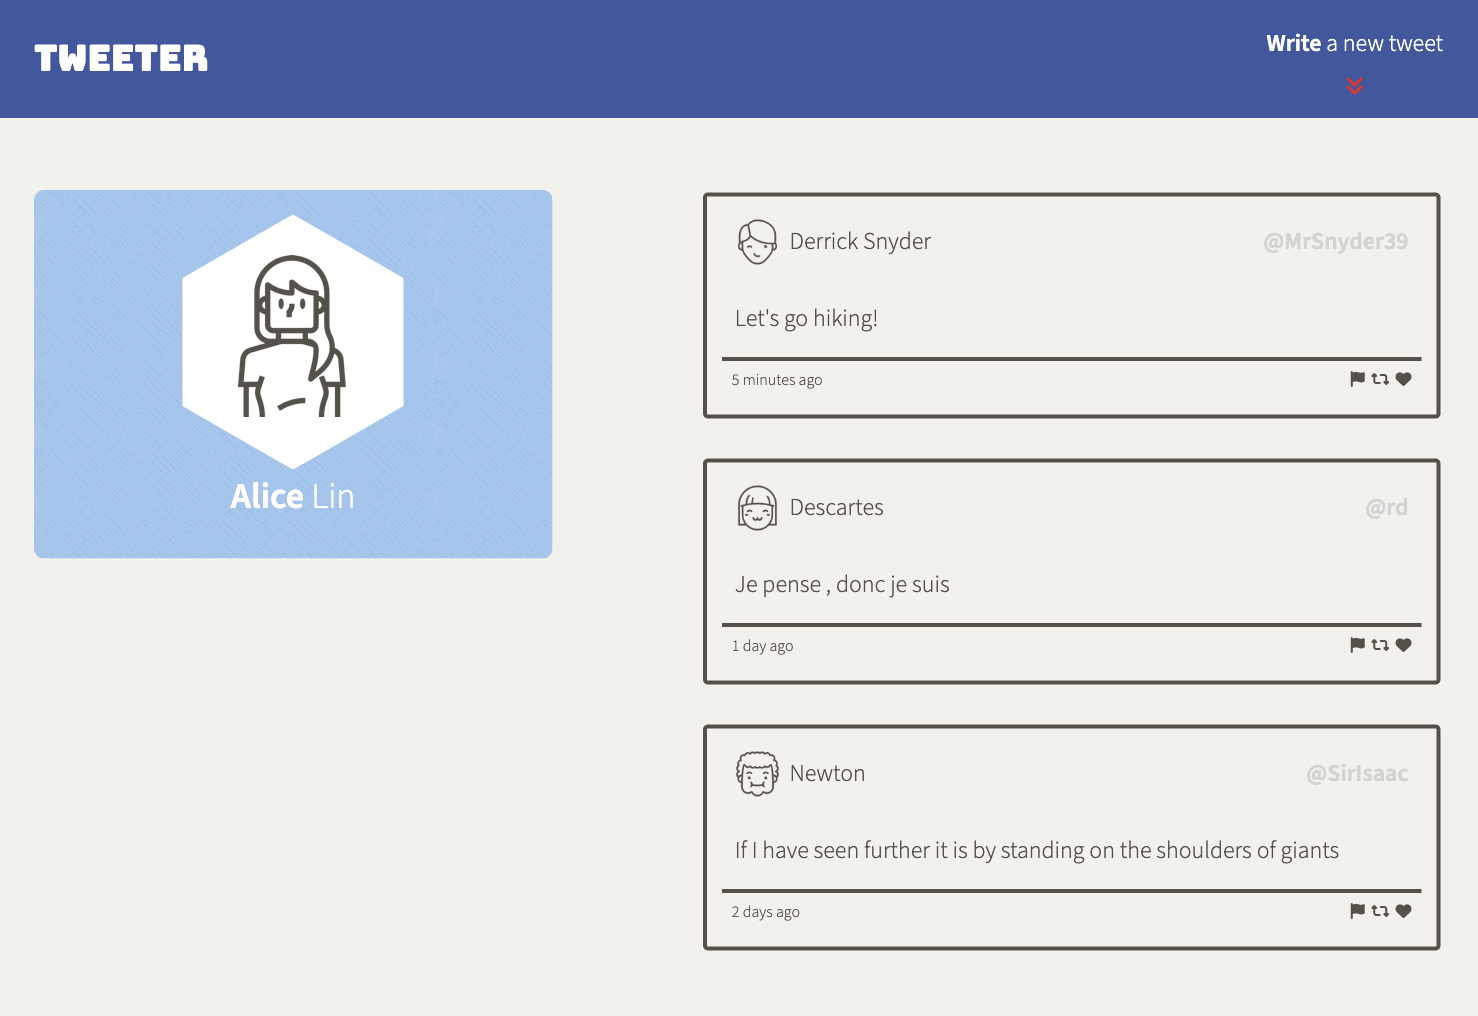 TWEETER
Write a new tweet
Alice Lin
Derrick Snyder @MrSnyder39
Let's go hiking!
5 minutes ago
Descartes @rd
Je pense , donc je suis
1 day ago
Newton @SirIsaac
If I have seen further it is by standing on the shoulders of giants
2 days ago